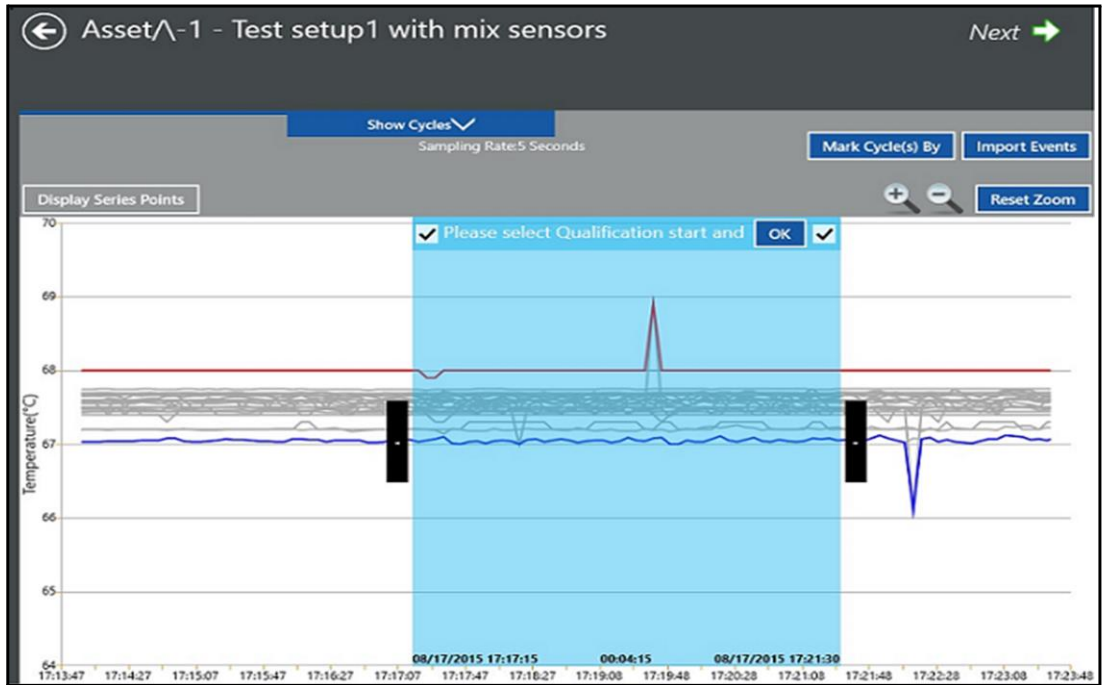 Asset/\-1 - Test setup1 with mix sensors
Next
Show Cycles
Sampling Rate:5 Seconds
Mark Cycle(s) By
Import Events
Display Series Points
Reset Zoom
Please select Qualification start and
OK
Temperature(°C)
70
69
68
67
66
65
64
08/17/2015 17:17:15
00:04:15
08/17/2015 17:21:30
17:13:47 17:14:27 17:15:07 17:15:47 17:16:27 17:17:07 17:17:47 17:18:27 17:19:08 17:19:48 17:20:28 17:21:08 17:21:48 17:22:28 17:23:08 17:23:48